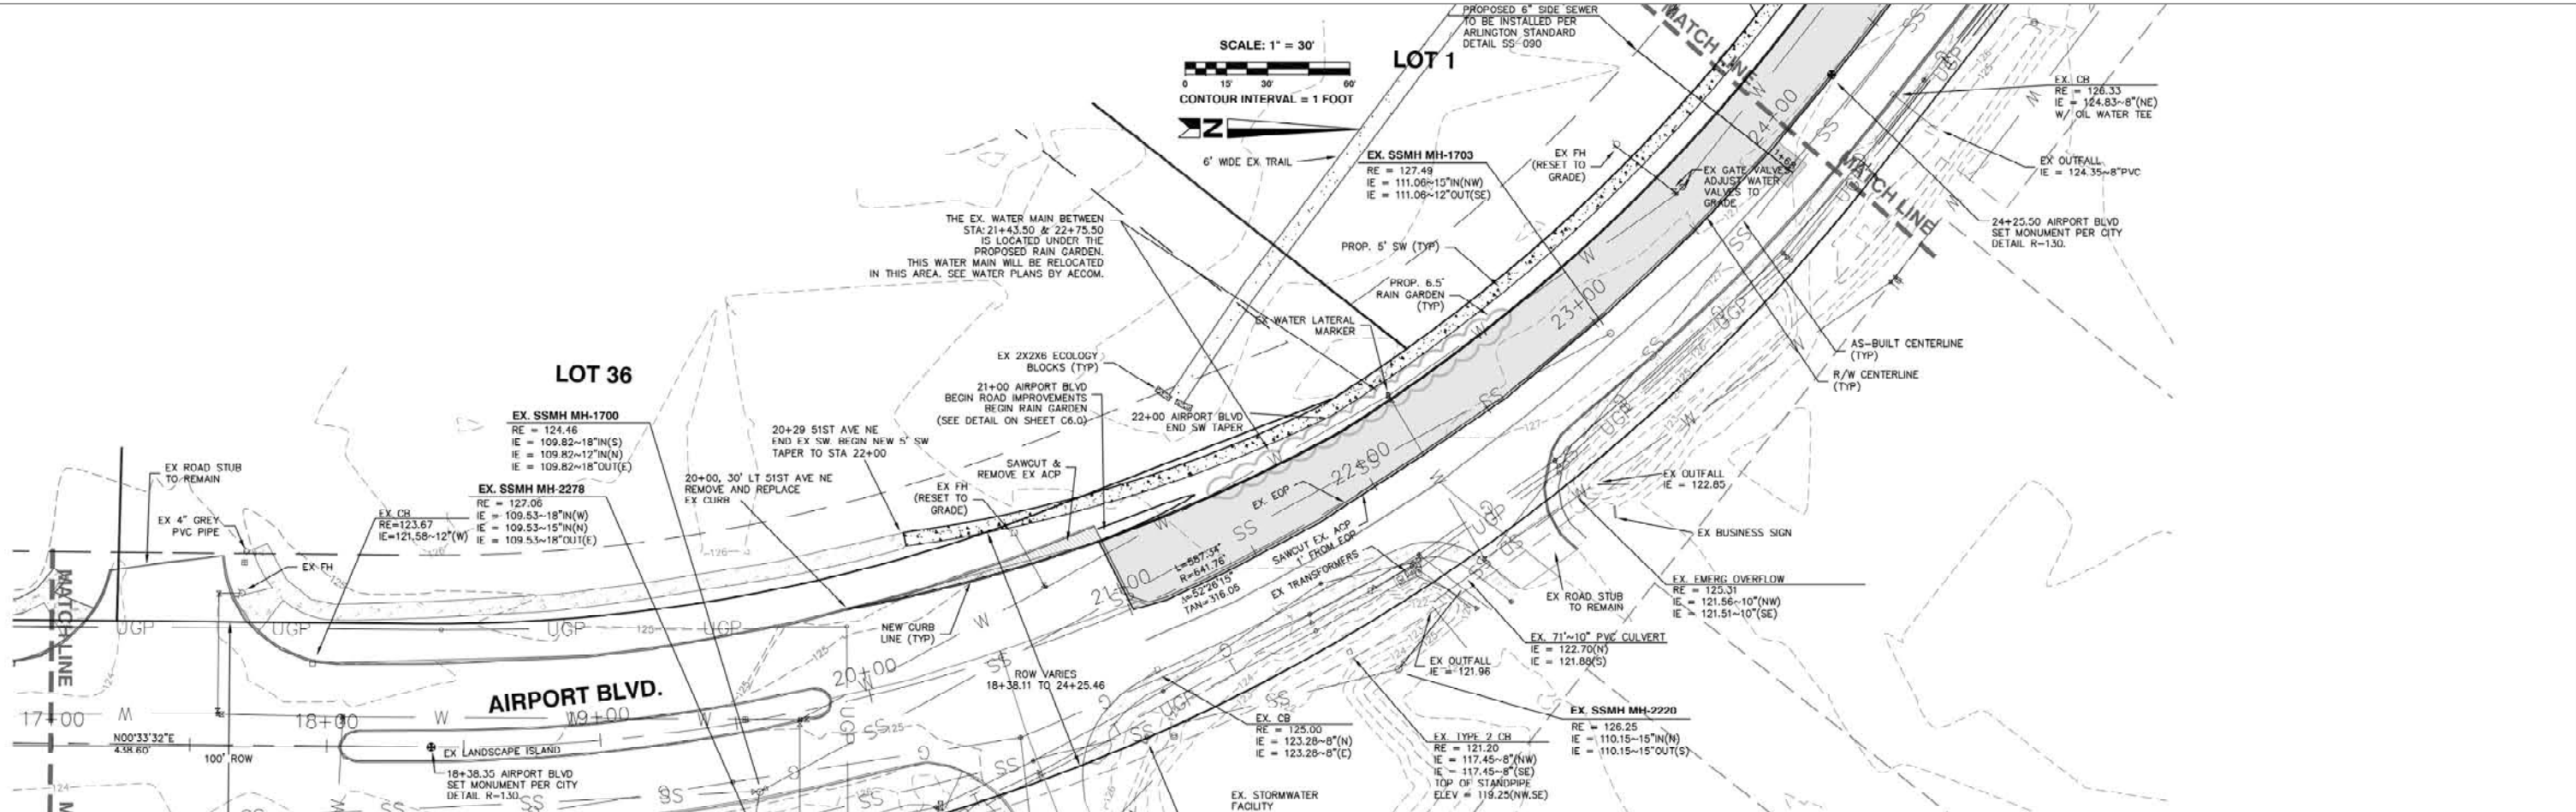 PROPOSED 6" SIDE SEWER
TO BE INSTALLED PER
ARLINGTON STANDARD
DETAIL SS-090
MATCH LINE
SCALE: 1" = 30'
0 15' 30' 60'
CONTOUR INTERVAL = 1 FOOT
N
LOT 1
6' WIDE EX TRAIL
EX. SSMH MH-1703
RE = 127.49
IE = 111.06~15"IN(NW)
IE = 111.06~12"OUT(SE)
EX FH
(RESET TO
GRADE)
EX GATE VALVES
ADJUST WATER
VALVES TO
GRADE
24+00
1+68
EX. CB
RE = 126.33
IE = 124.83~8"(NE)
W/ OIL WATER TEE
EX OUTFALL
IE = 124.35~8"PVC
MATCH LINE
24+25.50 AIRPORT BLVD
SET MONUMENT PER CITY
DETAIL R-130.
THE EX. WATER MAIN BETWEEN
STA: 21+43.50 & 22+75.50
IS LOCATED UNDER THE
PROPOSED RAIN GARDEN.
THIS WATER MAIN WILL BE RELOCATED
IN THIS AREA. SEE WATER PLANS BY AECOM.
PROP. 5' SW (TYP)
PROP. 6.5'
RAIN GARDEN
(TYP)
EX WATER LATERAL
MARKER
23+00
AS-BUILT CENTERLINE
(TYP)
R/W CENTERLINE
(TYP)
EX 2X2X6 ECOLOGY
BLOCKS (TYP)
21+00 AIRPORT BLVD
BEGIN ROAD IMPROVEMENTS
BEGIN RAIN GARDEN
(SEE DETAIL ON SHEET C6.0)
22+00 AIRPORT BLVD
END SW TAPER
LOT 36
EX. SSMH MH-1700
RE = 124.46
IE = 109.82~18"IN(S)
IE = 109.82~12"IN(N)
IE = 109.82~18"OUT(E)
20+29 51ST AVE NE
END EX SW. BEGIN NEW 5' SW
TAPER TO STA 22+00
SAWCUT &
REMOVE EX ACP
22+00
EX. EOP
EX OUTFALL
IE = 122.85
EX ROAD STUB
TO REMAIN
EX 4" GREY
PVC PIPE
EX CB
RE=123.67
IE=121.58~12"(W)
EX. SSMH MH-2278
RE = 127.06
IE = 109.53~18"IN(W)
IE = 109.53~15"IN(N)
IE = 109.53~18"OUT(E)
20+00, 30' LT 51ST AVE NE
REMOVE AND REPLACE
EX CURB
EX FH
(RESET TO
GRADE)
EX BUSINESS SIGN
EX FH
SAWCUT EX. ACP
1' FROM EOP
EX TRANSFORMERS
L=587.34'
R=641.76'
Δ=52°26'15"
TAN=316.05
21+00
EX. EMERG OVERFLOW
RE = 125.31
IE = 121.56~10"(NW)
IE = 121.51~10"(SE)
EX ROAD STUB
TO REMAIN
NEW CURB
LINE (TYP)
EX. 71'~10" PVC CULVERT
IE = 122.70(N)
IE = 121.88(S)
EX OUTFALL
IE = 121.96
MATCH LINE
UGP UGP UGP UGP
20+00
ROW VARIES
18+38.11 TO 24+25.46
AIRPORT BLVD.
17+00 18+00 19+00
EX. SSMH MH-2220
RE = 126.25
IE = 110.15~15"IN(N)
IE = 110.15~15"OUT(S)
EX. CB
RE = 125.00
IE = 123.28~8"(N)
IE = 123.28~8"(E)
EX. TYPE 2 CB
RE = 121.20
IE = 117.45~8"(NW)
IE = 117.45~8"(SE)
TOP OF STANDPIPE
ELEV = 119.25(NW,SE)
N00°33'32"E
438.60'
100' ROW
EX LANDSCAPE ISLAND
18+38.35 AIRPORT BLVD
SET MONUMENT PER CITY
DETAIL R-130
EX. STORMWATER
FACILITY